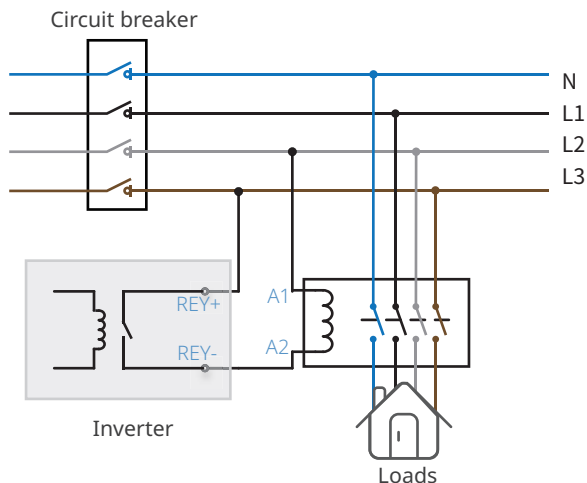 Circuit breaker
N
L1
L2
L3
REY+
A1
REY-
A2
Inverter
Loads